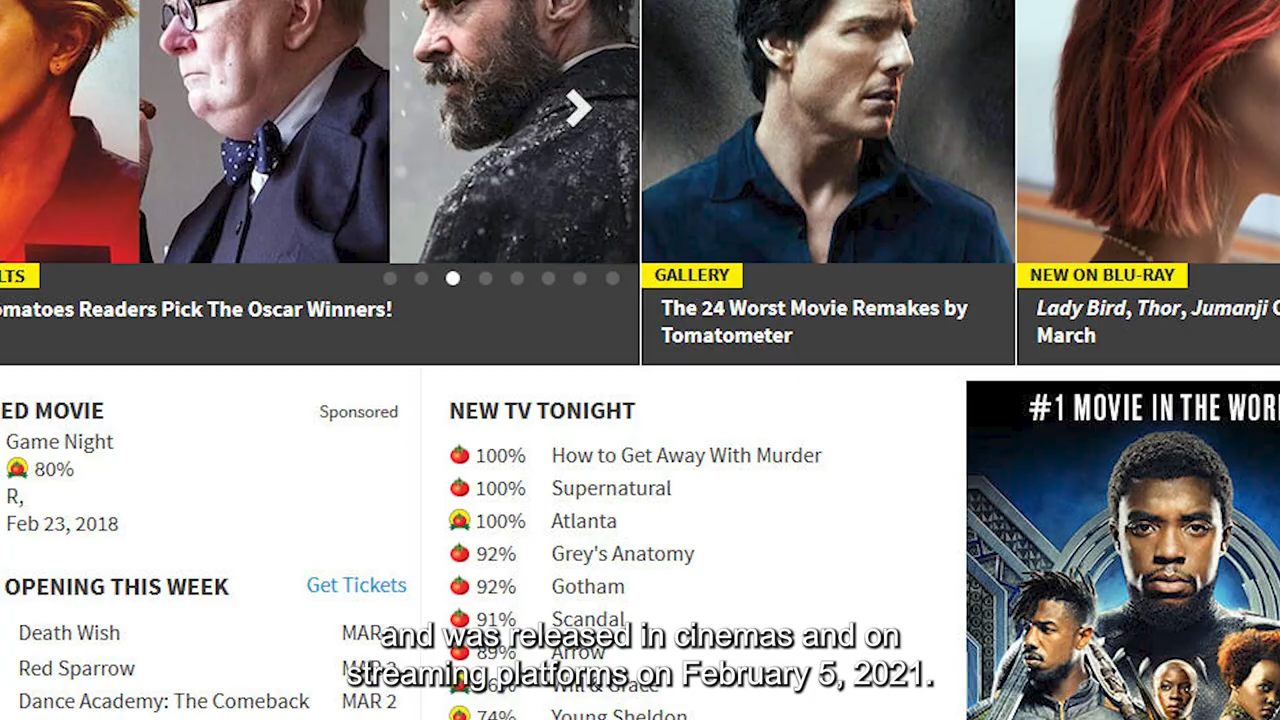 LTS
omatoes Readers Pick The Oscar Winners!
GALLERY
The 24 Worst Movie Remakes by
Tomatometer
NEW ON BLU-RAY
Lady Bird, Thor, Jumanji
March
ED MOVIE
Sponsored
Game Night
80%
R,
Feb 23, 2018
OPENING THIS WEEK
Get Tickets
Death Wish
MAR
Red Sparrow
Dance Academy: The Comeback
MAR 2
NEW TV TONIGHT
100% How to Get Away With Murder
100% Supernatural
100% Atlanta
92% Grey's Anatomy
92% Gotham
91% Scandal
89% Arrow
Will & Grace
74% Young Sheldon
#1 MOVIE IN THE WOR
and was released in cinemas and on
streaming platforms on February 5, 2021.